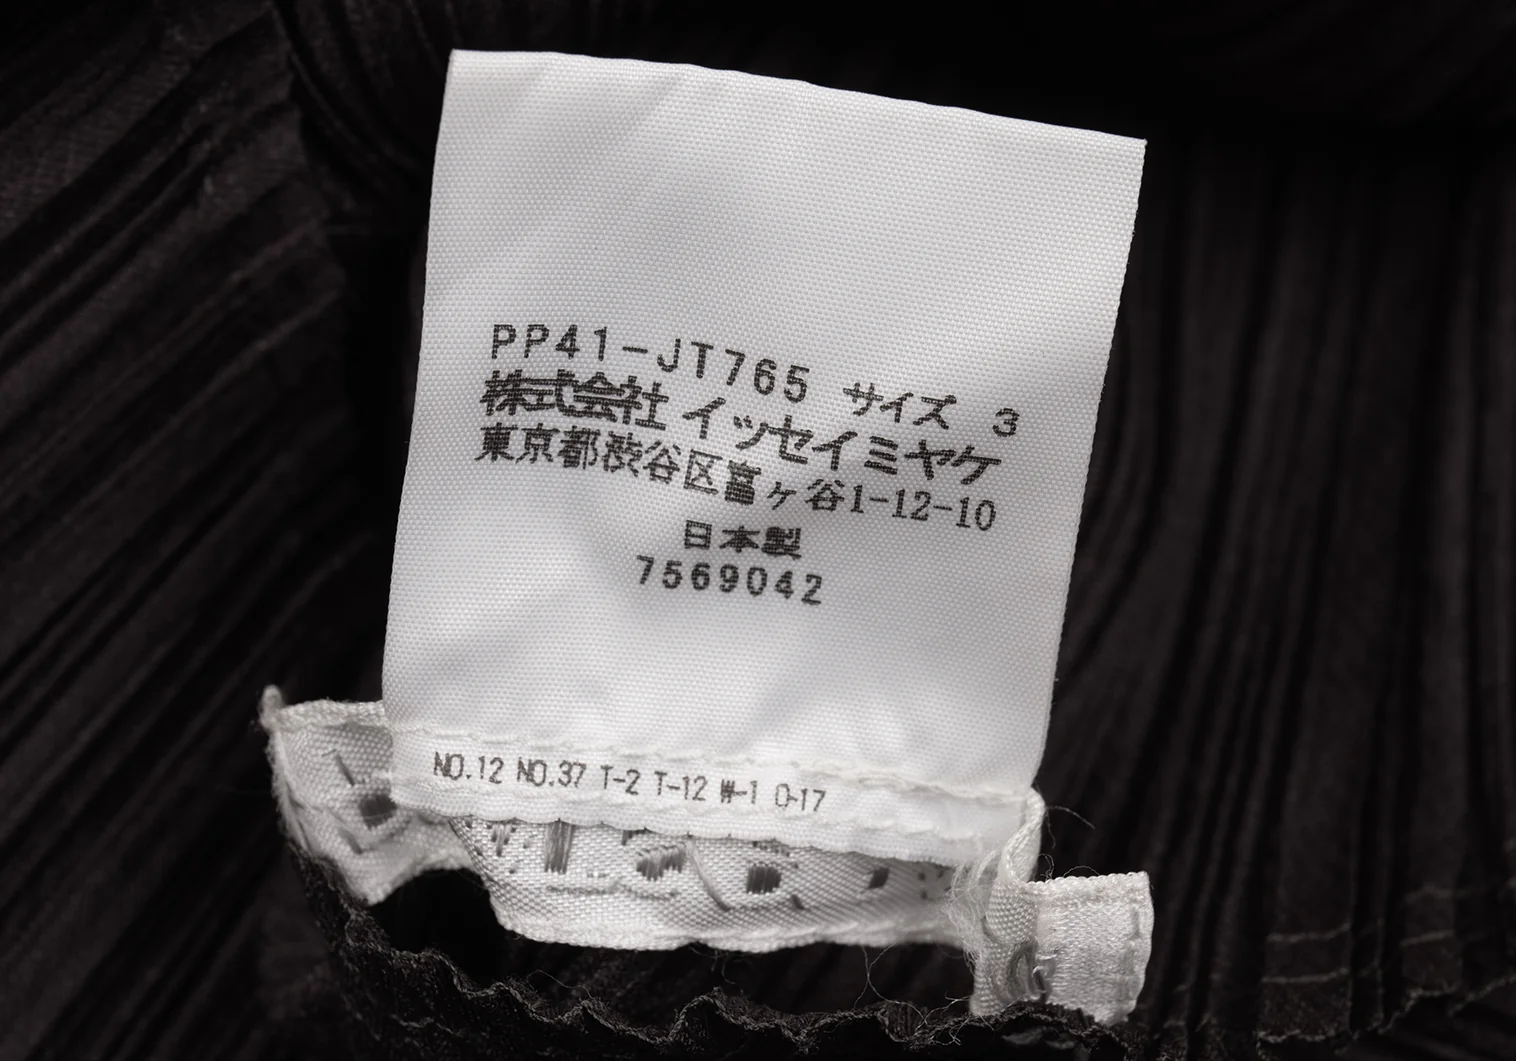 PP41-JT765 サイズ 3
株式会社 イッセイミヤケ
東京都渋谷区富ヶ谷1-12-10
日本製
7569042
NO.12 NO.37 T-2 T-12 W-1 O-17